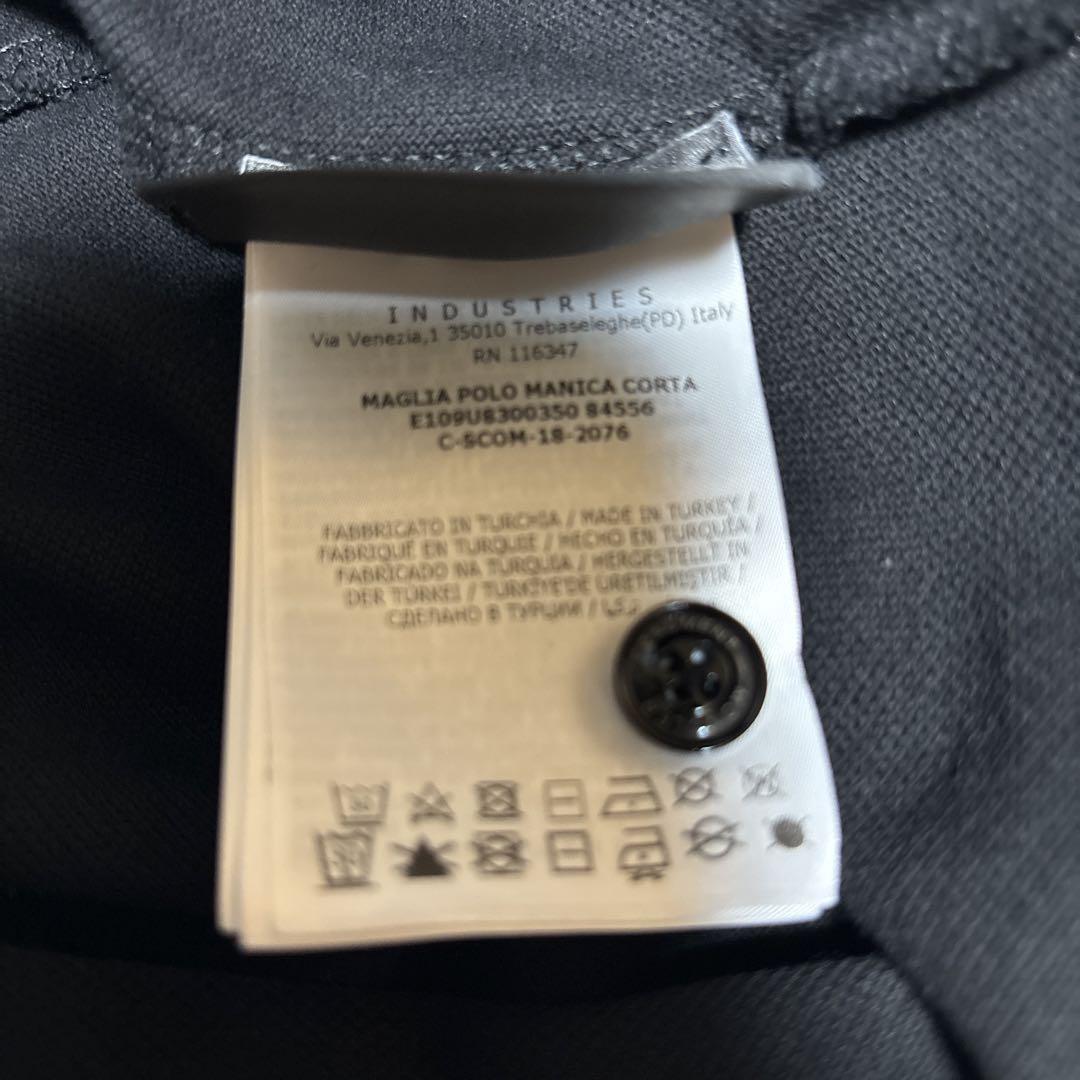 INDUSTRIES
Via Venezia,1 35010 Trebaseleghe(PD) Italy
RN 116347
MAGLIA POLO MANICA CORTA
E109U8300350 84556
C-SCOM-18-2076
FABBRICATO IN TURCHIA / MADE IN TURKEY /
FABRIQUÉ EN TURQUIE / HECHO EN TURQUÍA /
FABRICADO NA TURQUIA / HERGESTELLT IN
DER TÜRKEI / TÜRKİYE'DE ÜRETİLMİŞTİR /
СДЕЛАНО В ТУРЦИИ /